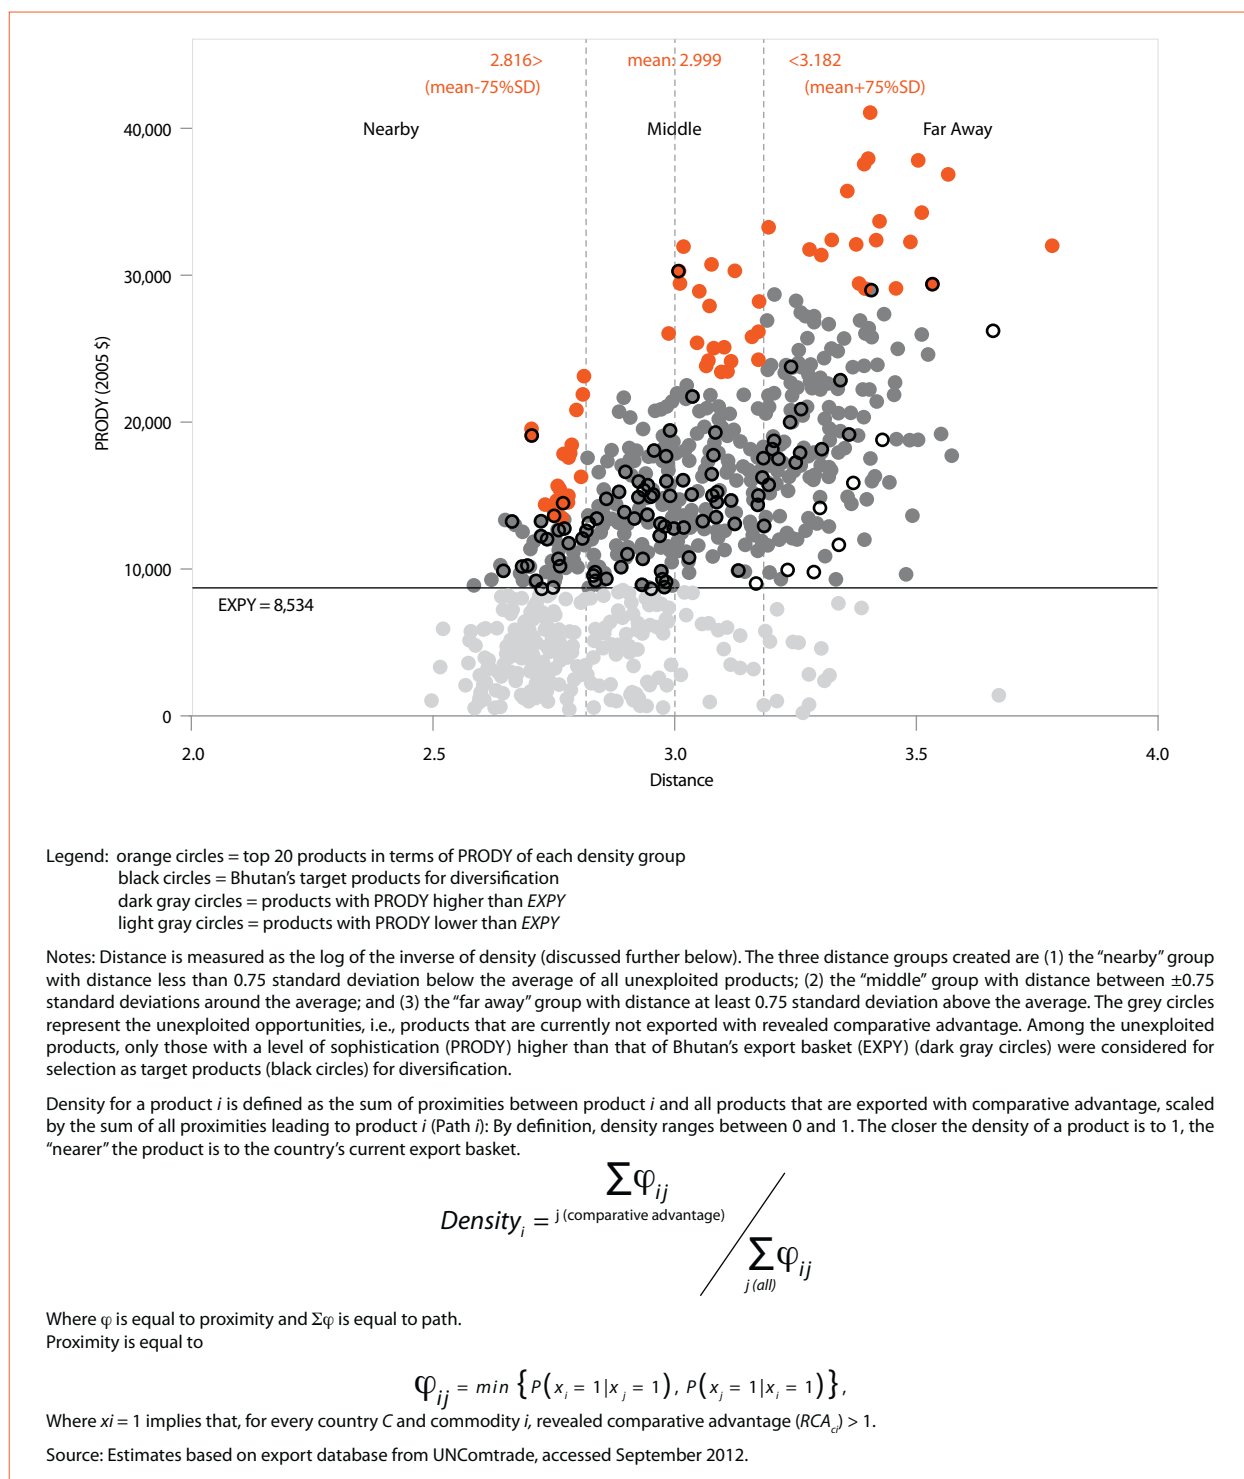 2.816>
(mean-75%SD)
mean: 2.999
<3.182
(mean+75%SD)
Nearby
Middle
Far Away
40,000
30,000
20,000
10,000
0
PRODY (2005 $)
EXPY = 8,534
2.0
2.5
3.0
3.5
4.0
Distance
Legend: orange circles = top 20 products in terms of PRODY of each density group
black circles = Bhutan's target products for diversification
dark gray circles = products with PRODY higher than EXPY
light gray circles = products with PRODY lower than EXPY
Notes: Distance is measured as the log of the inverse of density (discussed further below). The three distance groups created are (1) the "nearby" group
with distance less than 0.75 standard deviation below the average of all unexploited products; (2) the "middle" group with distance between ±0.75
standard deviations around the average; and (3) the "far away" group with distance at least 0.75 standard deviation above the average. The grey circles
represent the unexploited opportunities, i.e., products that are currently not exported with revealed comparative advantage. Among the unexploited
products, only those with a level of sophistication (PRODY) higher than that of Bhutan's export basket (EXPY) (dark gray circles) were considered for
selection as target products (black circles) for diversification.
Density for a product i is defined as the sum of proximities between product i and all products that are exported with comparative advantage, scaled
by the sum of all proximities leading to product i (Path i): By definition, density ranges between 0 and 1. The closer the density of a product is to 1, the
"nearer" the product is to the country's current export basket.
Density_i = Σφ_ij j (comparative advantage) / Σφ_ij j (all)
Where φ is equal to proximity and Σφ is equal to path.
Proximity is equal to
φ_ij = min {P(x_i = 1|x_j = 1), P(x_j = 1|x_i = 1)},
Where xi = 1 implies that, for every country C and commodity i, revealed comparative advantage (RCA_ci) > 1.
Source: Estimates based on export database from UNComtrade, accessed September 2012.